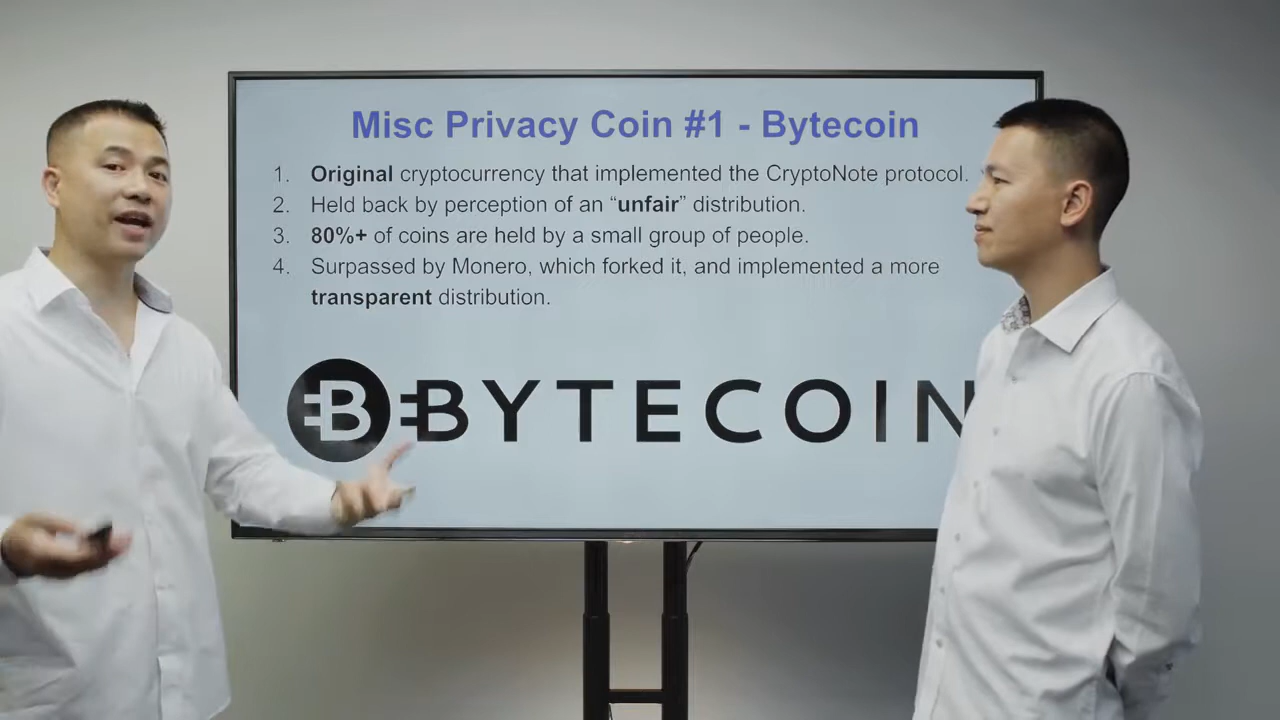 Misc Privacy Coin #1 - Bytecoin
1. Original cryptocurrency that implemented the CryptoNote protocol.
2. Held back by perception of an “unfair” distribution.
3. 80%+ of coins are held by a small group of people.
4. Surpassed by Monero, which forked it, and implemented a more
transparent distribution.
BYTECOIN